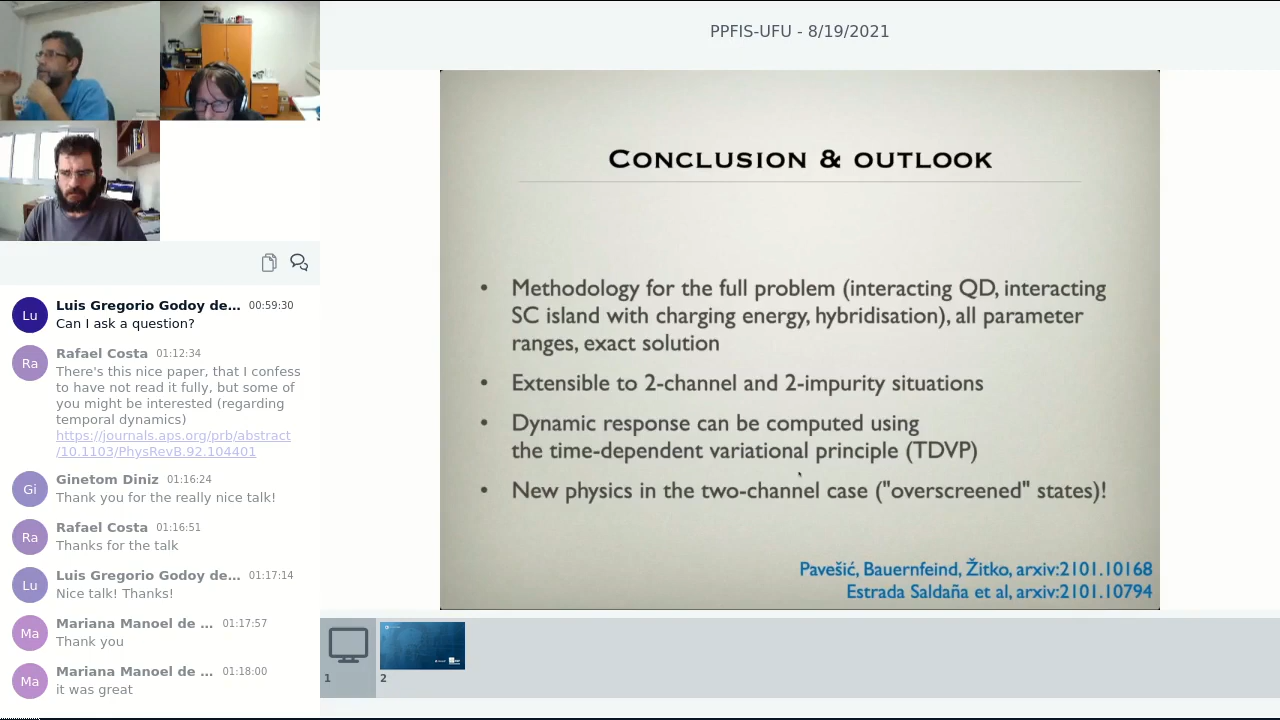 PPFIS-UFU - 8/19/2021
Lu
Luis Gregorio Godoy de... 00:59:30
Can I ask a question?
Ra
Rafael Costa 01:12:34
There's this nice paper, that I confess
to have not read it fully, but some of
you might be interested (regarding
temporal dynamics)
https://journals.aps.org/prb/abstract
/10.1103/PhysRevB.92.104401
Gi
Ginetom Diniz 01:16:24
Thank you for the really nice talk!
Ra
Rafael Costa 01:16:51
Thanks for the talk
Lu
Luis Gregorio Godoy de... 01:17:14
Nice talk! Thanks!
Ma
Mariana Manoel de ... 01:17:57
Thank you
Ma
Mariana Manoel de ... 01:18:00
it was great
CONCLUSION & OUTLOOK
• Methodology for the full problem (interacting QD, interacting
SC island with charging energy, hybridisation), all parameter
ranges, exact solution
• Extensible to 2-channel and 2-impurity situations
• Dynamic response can be computed using
the time-dependent variational principle (TDVP)
• New physics in the two-channel case ("overscreened" states)!
Pavešić, Bauernfeind, Žitko, arxiv:2101.10168
Estrada Saldaña et al, arxiv:2101.10794
1
2